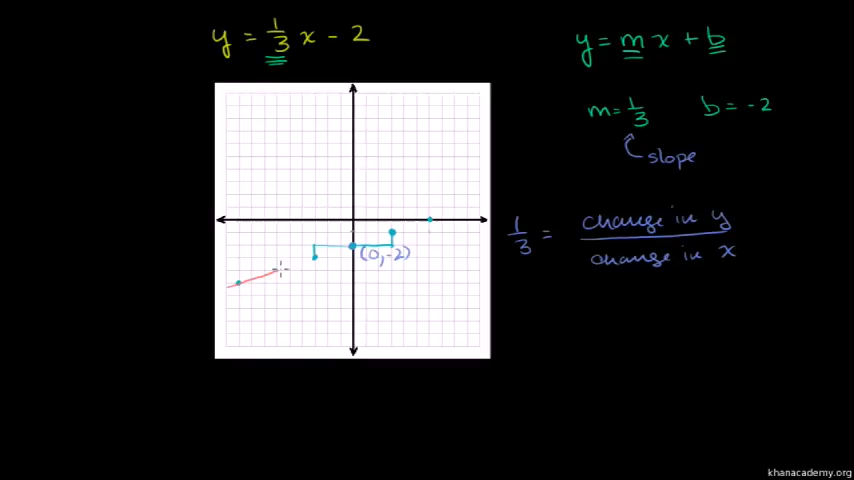 y = 1/3 x - 2
y = mx + b
m = 1/3 b = -2
slope
1/3 = change in y / change in x
(0,-2)
khanacademy.org